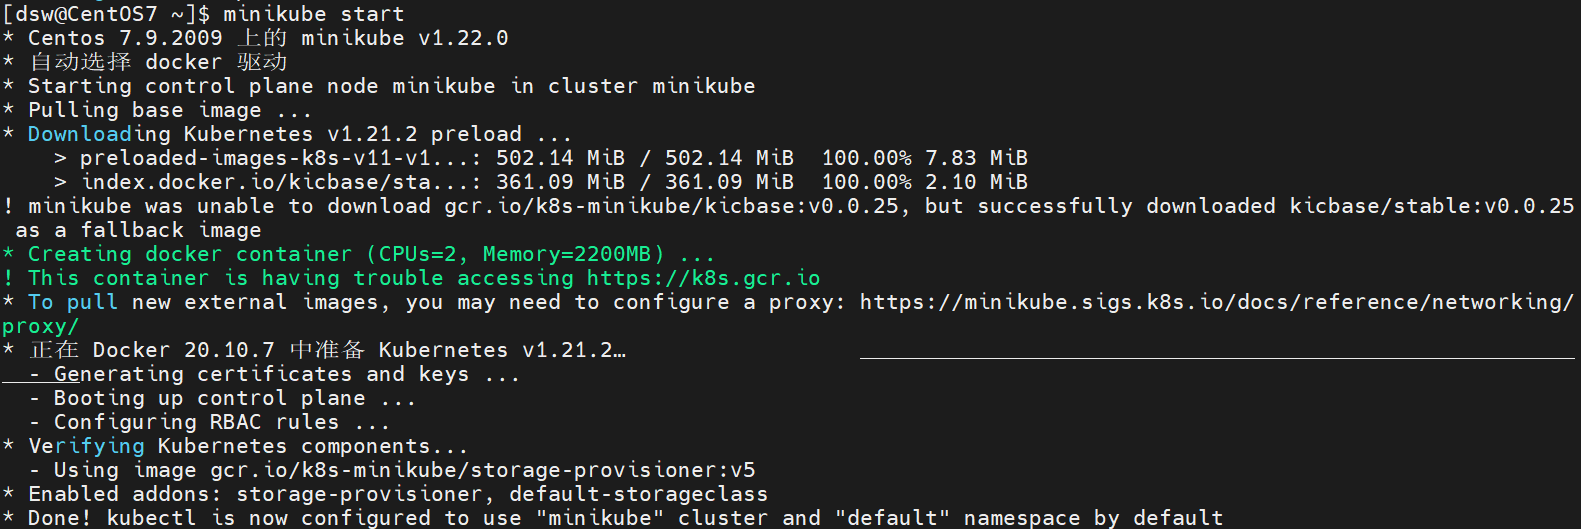 [dsw@CentOS7 ~]$ minikube start
* Centos 7.9.2009 上的 minikube v1.22.0
* 自动选择 docker 驱动
* Starting control plane node minikube in cluster minikube
* Pulling base image ...
* Downloading Kubernetes v1.21.2 preload ...
    > preloaded-images-k8s-v11-v1...: 502.14 MiB / 502.14 MiB  100.00% 7.83 MiB
    > index.docker.io/kicbase/sta...: 361.09 MiB / 361.09 MiB  100.00% 2.10 MiB
! minikube was unable to download gcr.io/k8s-minikube/kicbase:v0.0.25, but successfully downloaded kicbase/stable:v0.0.25
 as a fallback image
* Creating docker container (CPUs=2, Memory=2200MB) ...
! This container is having trouble accessing https://k8s.gcr.io
* To pull new external images, you may need to configure a proxy: https://minikube.sigs.k8s.io/docs/reference/networking/
proxy/
* 正在 Docker 20.10.7 中准备 Kubernetes v1.21.2…
  - Generating certificates and keys ...
  - Booting up control plane ...
  - Configuring RBAC rules ...
* Verifying Kubernetes components...
  - Using image gcr.io/k8s-minikube/storage-provisioner:v5
* Enabled addons: storage-provisioner, default-storageclass
* Done! kubectl is now configured to use "minikube" cluster and "default" namespace by default